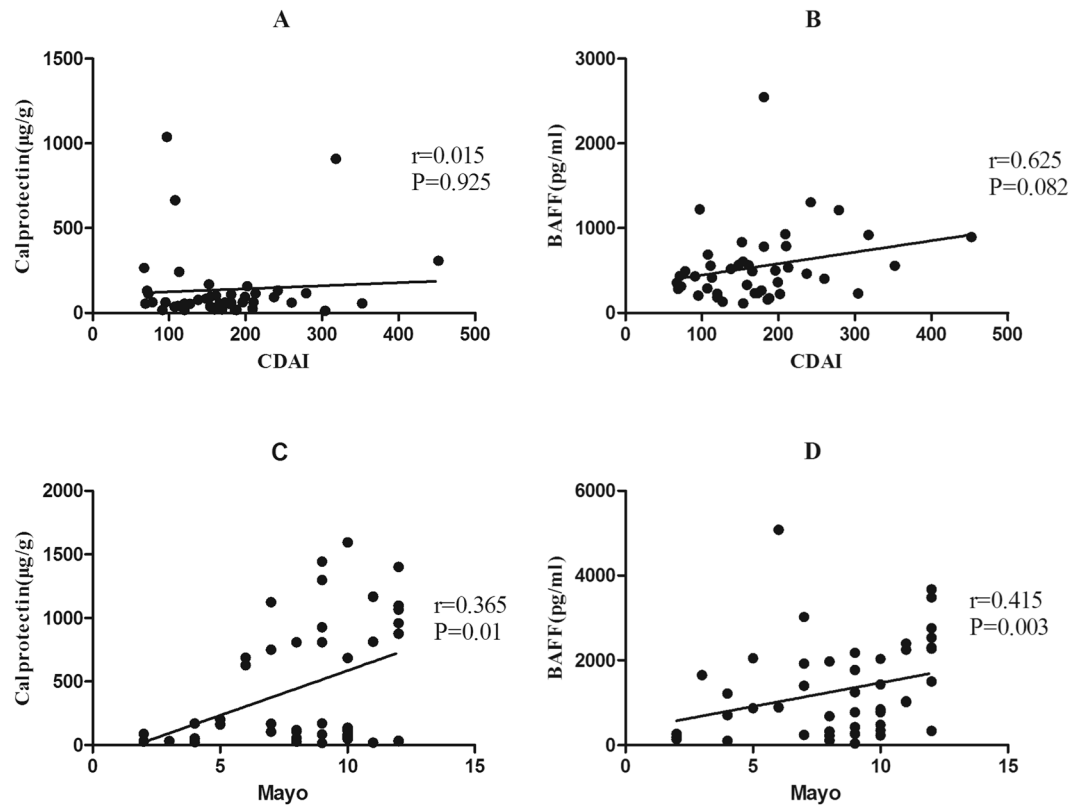 A
1500
1000
500
0
Calprotectin(µg/g)
r=0.015
P=0.925
0 100 200 300 400 500
CDAI
B
3000
2000
1000
0
BAFF(pg/ml)
r=0.625
P=0.082
0 100 200 300 400 500
CDAI
C
2000
1500
1000
500
0
Calprotectin(µg/g)
r=0.365
P=0.01
0 5 10 15
Mayo
D
6000
4000
2000
0
BAFF(pg/ml)
r=0.415
P=0.003
0 5 10 15
Mayo